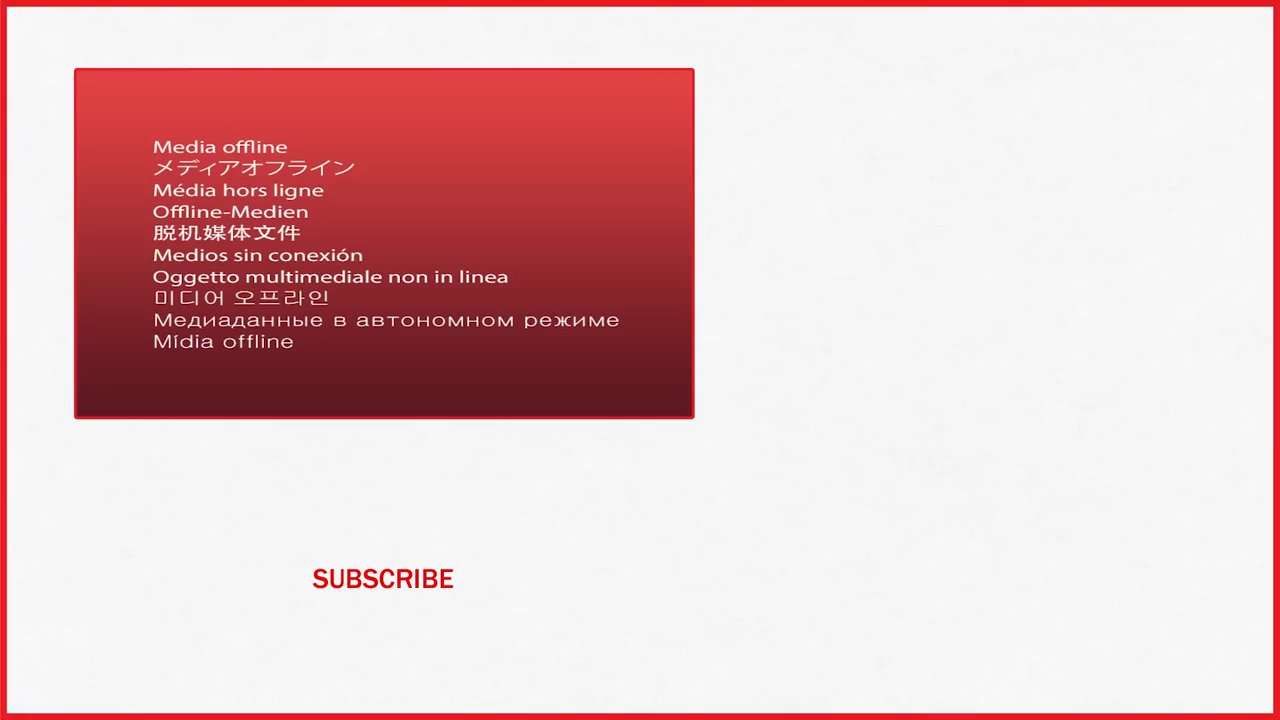 Media offline
メディアオフライン
Média hors ligne
Offline-Medien
脱机媒体文件
Medios sin conexión
Oggetto multimediale non in linea
미디어 오프라인
Медиаданные в автономном режиме
Mídia offline
SUBSCRIBE